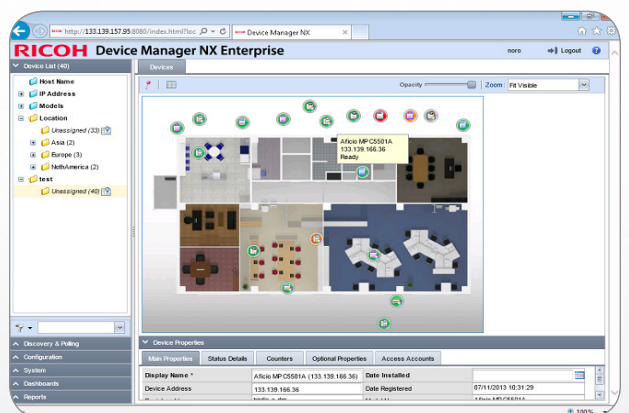 http://133.139.157.95:8080/index.html?loc
Device Manager NX
RICOH Device Manager NX Enterprise
noro
Logout
Device List (40)
Devices
Host Name
IP Address
Models
Location
Unassigned (33)
Asia (2)
Europe (3)
NothAmerica (2)
test
Unassigned (40)
Opacity
Zoom
Fit Visible
Aficio MP C5501A
133.139.166.36
Ready
Discovery & Polling
Configuration
System
Dashboards
Reports
Device Properties
Main Properties
Status Details
Counters
Optional Properties
Access Accounts
Display Name *
Aficio MP C5501A (133.139.166.36)
Date Installed
Device Address
133.139.166.36
Date Registered
07/11/2013 10:31:29
100%